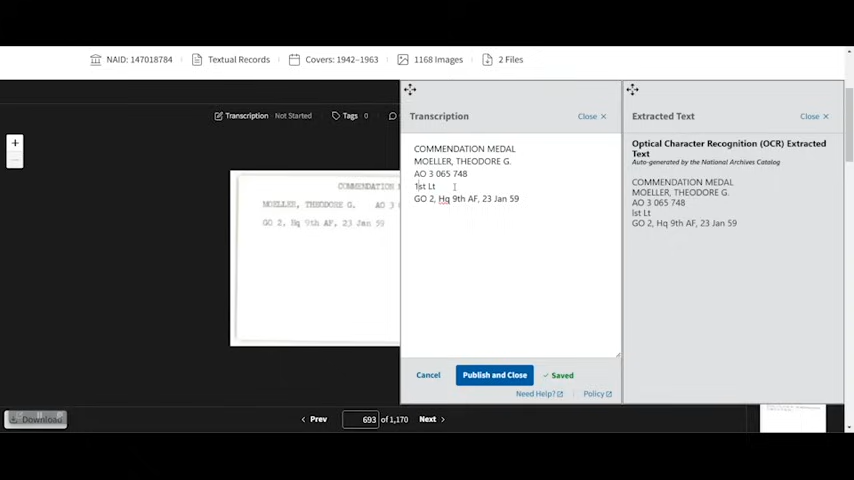 NAID: 147018784 Textual Records Covers: 1942–1963 1168 Images 2 Files
Transcription Not Started Tags 0
+
COMMENDATION
MOELLER, THEODORE G. AO 3
GO 2, Hq 9th AF, 23 Jan 59
Transcription Close ×
COMMENDATION MEDAL
MOELLER, THEODORE G.
AO 3 065 748
1st Lt
GO 2, Hq 9th AF, 23 Jan 59
Cancel Publish and Close Saved
Need Help? Policy
Extracted Text Close ×
Optical Character Recognition (OCR) Extracted
Text
Auto-generated by the National Archives Catalog
COMMENDATION MEDAL
MOELLER, THEODORE G.
AO 3 065 748
lst Lt
GO 2, Hq 9th AF, 23 Jan 59
Download
‹ Prev 693 of 1,170 Next ›